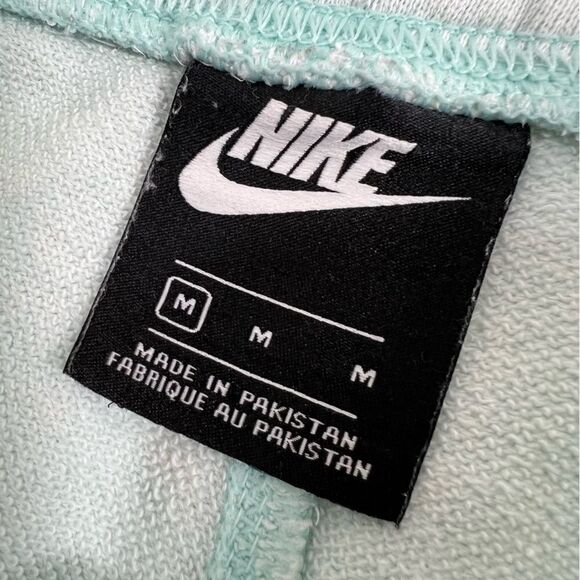 NIKE
M M M
MADE IN PAKISTAN
FABRIQUE AU PAKISTAN